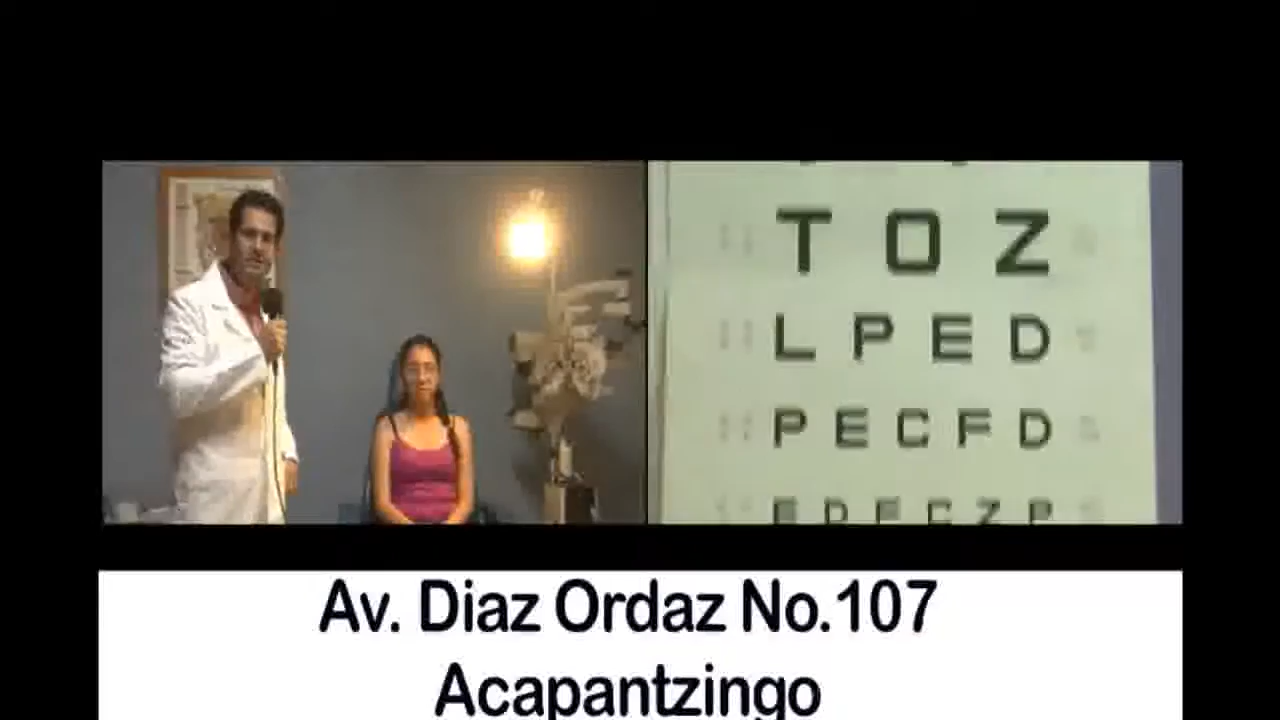 T O Z
L P E D
P E C F D
E D F C Z P
Av. Diaz Ordaz No.107
Acapantzingo